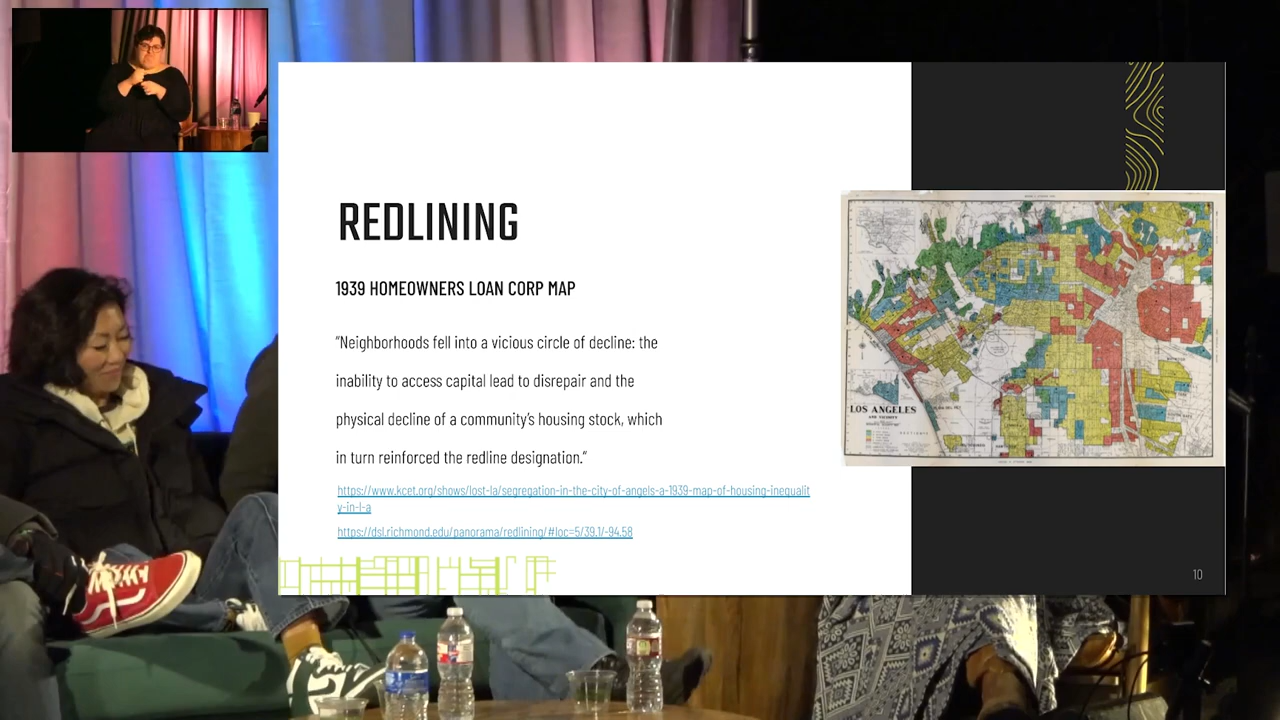 REDLINING
1939 HOMEOWNERS LOAN CORP MAP
"Neighborhoods fell into a vicious circle of decline: the
inability to access capital lead to disrepair and the
physical decline of a community's housing stock, which
in turn reinforced the redline designation."
https://www.kcet.org/shows/lost-la/segregation-in-the-city-of-angels-a-1939-map-of-housing-inequalit
y-in-l-a
https://dsl.richmond.edu/panorama/redlining/#loc=5/39.1/-94.58
LOS ANGELES
10